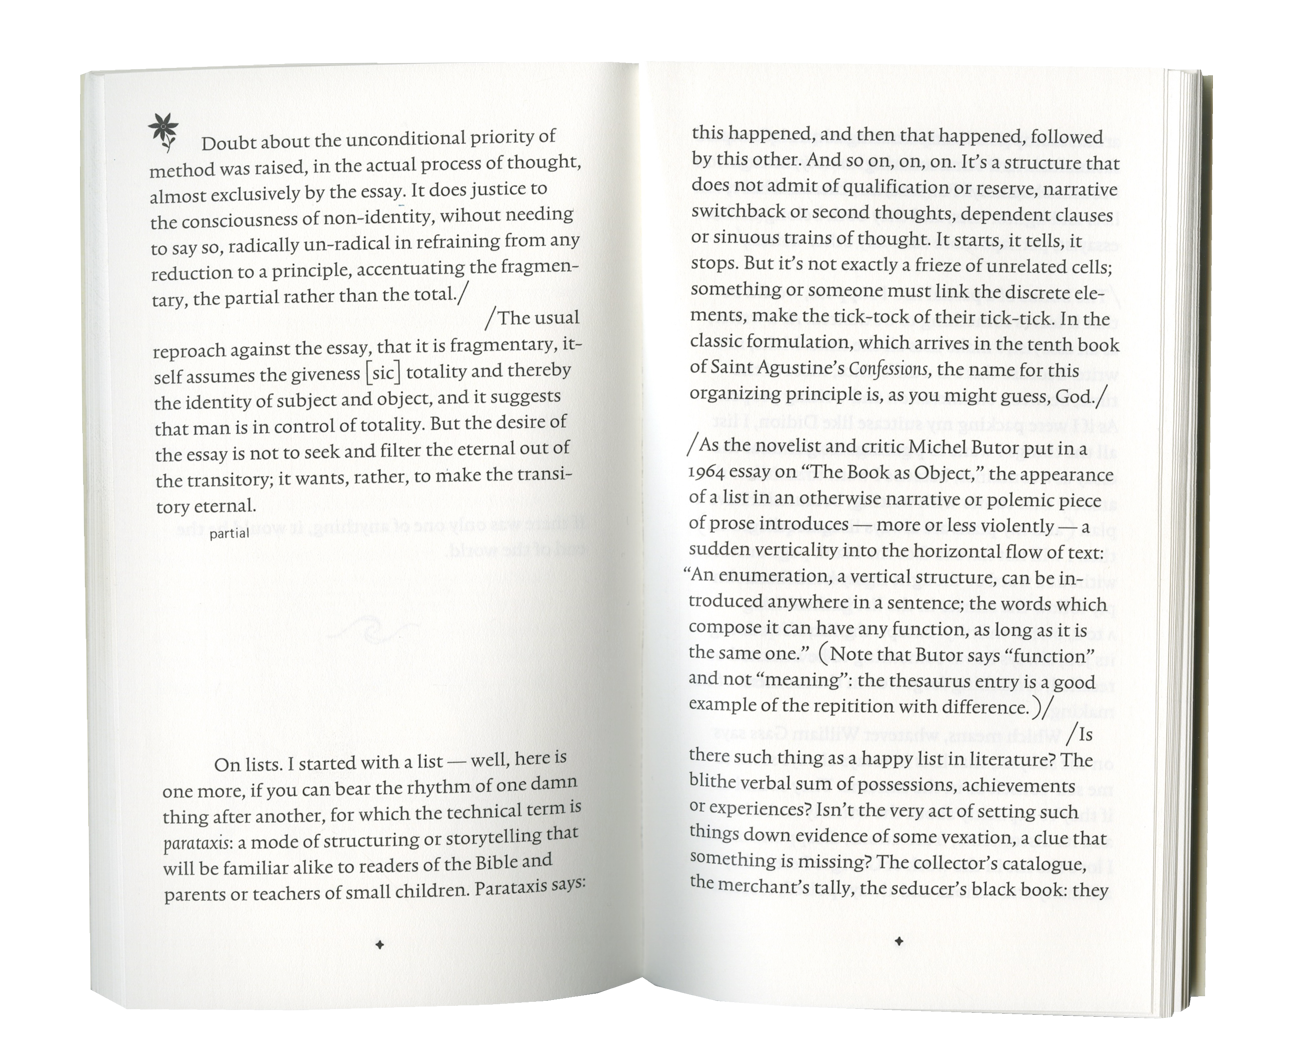 Doubt about the unconditional priority of
method was raised, in the actual process of thought,
almost exclusively by the essay. It does justice to
the consciousness of non-identity, wihout needing
to say so, radically un-radical in refraining from any
reduction to a principle, accentuating the fragmen-
tary, the partial rather than the total./
/The usual
reproach against the essay, that it is fragmentary, it-
self assumes the giveness [sic] totality and thereby
the identity of subject and object, and it suggests
that man is in control of totality. But the desire of
the essay is not to seek and filter the eternal out of
the transitory; it wants, rather, to make the transi-
tory eternal.
partial
On lists. I started with a list — well, here is
one more, if you can bear the rhythm of one damn
thing after another, for which the technical term is
parataxis: a mode of structuring or storytelling that
will be familiar alike to readers of the Bible and
parents or teachers of small children. Parataxis says:
this happened, and then that happened, followed
by this other. And so on, on, on. It's a structure that
does not admit of qualification or reserve, narrative
switchback or second thoughts, dependent clauses
or sinuous trains of thought. It starts, it tells, it
stops. But it's not exactly a frieze of unrelated cells;
something or someone must link the discrete ele-
ments, make the tick-tock of their tick-tick. In the
classic formulation, which arrives in the tenth book
of Saint Agustine's Confessions, the name for this
organizing principle is, as you might guess, God./
/As the novelist and critic Michel Butor put in a
1964 essay on “The Book as Object,” the appearance
of a list in an otherwise narrative or polemic piece
of prose introduces — more or less violently — a
sudden verticality into the horizontal flow of text:
“An enumeration, a vertical structure, can be in-
troduced anywhere in a sentence; the words which
compose it can have any function, as long as it is
the same one.” (Note that Butor says “function”
and not “meaning”: the thesaurus entry is a good
example of the repitition with difference.)/
/Is
there such thing as a happy list in literature? The
blithe verbal sum of possessions, achievements
or experiences? Isn't the very act of setting such
things down evidence of some vexation, a clue that
something is missing? The collector's catalogue,
the merchant's tally, the seducer's black book: they